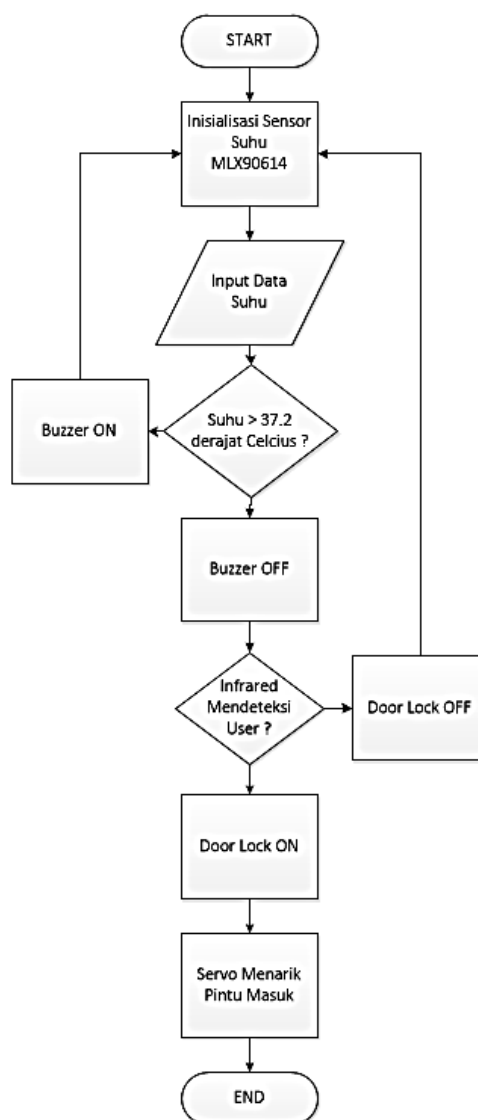 START
Inisialisasi Sensor
Suhu
MLX90614
Input Data
Suhu
Suhu > 37.2
derajat Celcius ?
Buzzer ON
Buzzer OFF
Infrared
Mendeteksi
User ?
Door Lock OFF
Door Lock ON
Servo Menarik
Pintu Masuk
END